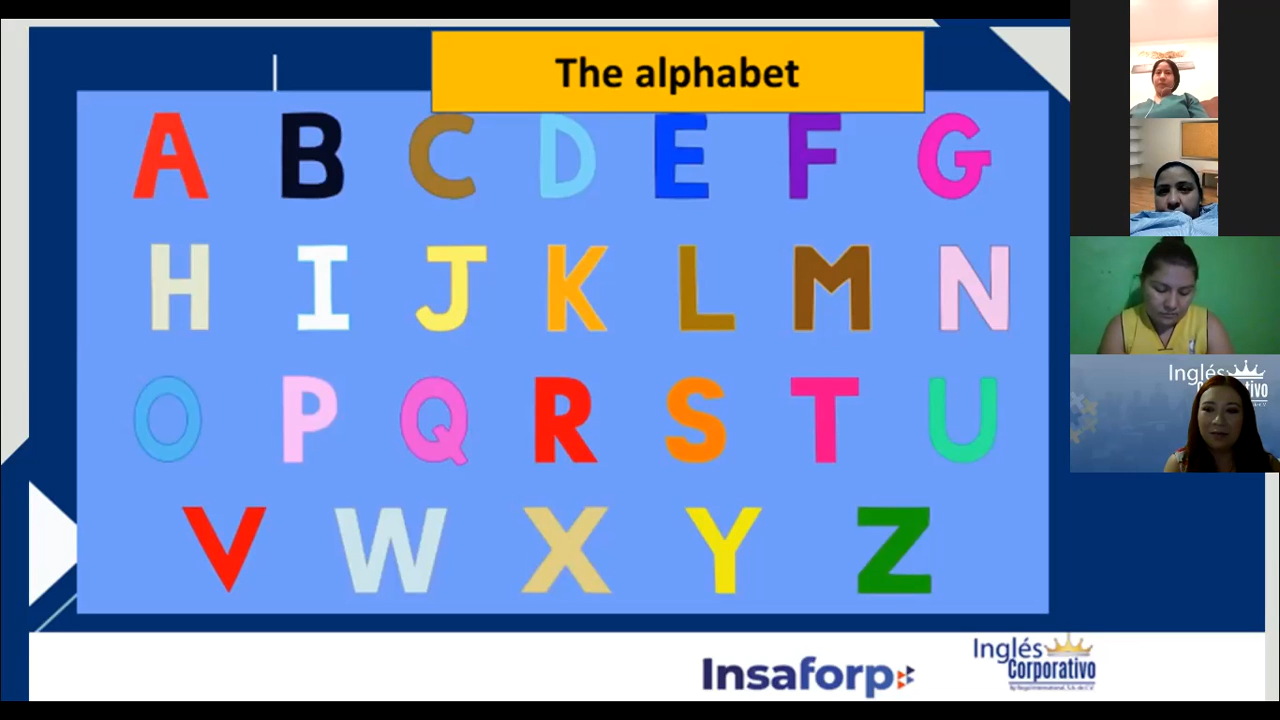 The alphabet
A B C D E F G
H I J K L M N
O P Q R S T U
V W X Y Z
Inglés
Insaforp
Inglés
Corporativo